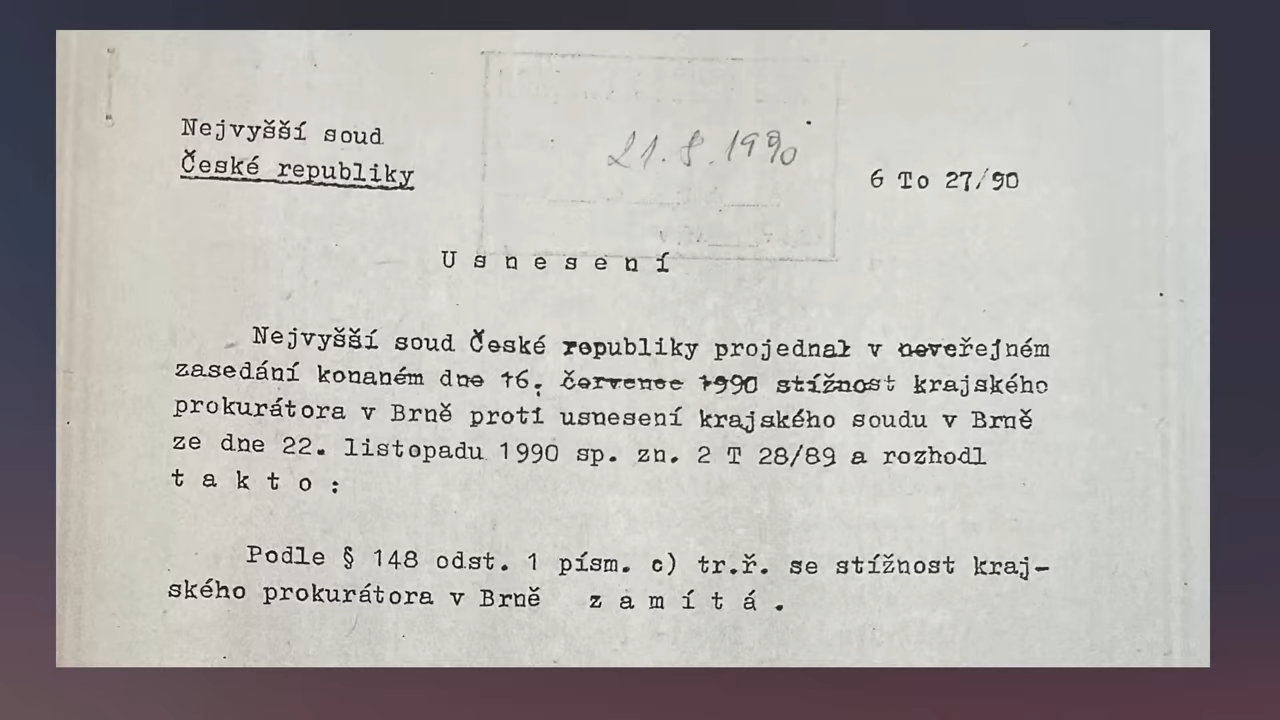 Nejvyšší soud
České republiky
21.8.1990
6 To 27/90
U s n e s e n í
Nejvyšší soud České republiky projednal v neveřejném
zasedání konaném dne 16. července 1990 stížnost krajského
prokurátora v Brně proti usnesení krajského soudu v Brně
ze dne 22. listopadu 1990 sp. zn. 2 T 28/89 a rozhodl
t a k t o :
Podle § 148 odst. 1 písm. c) tr.ř. se stížnost kraj-
ského prokurátora v Brně z a m í t á .